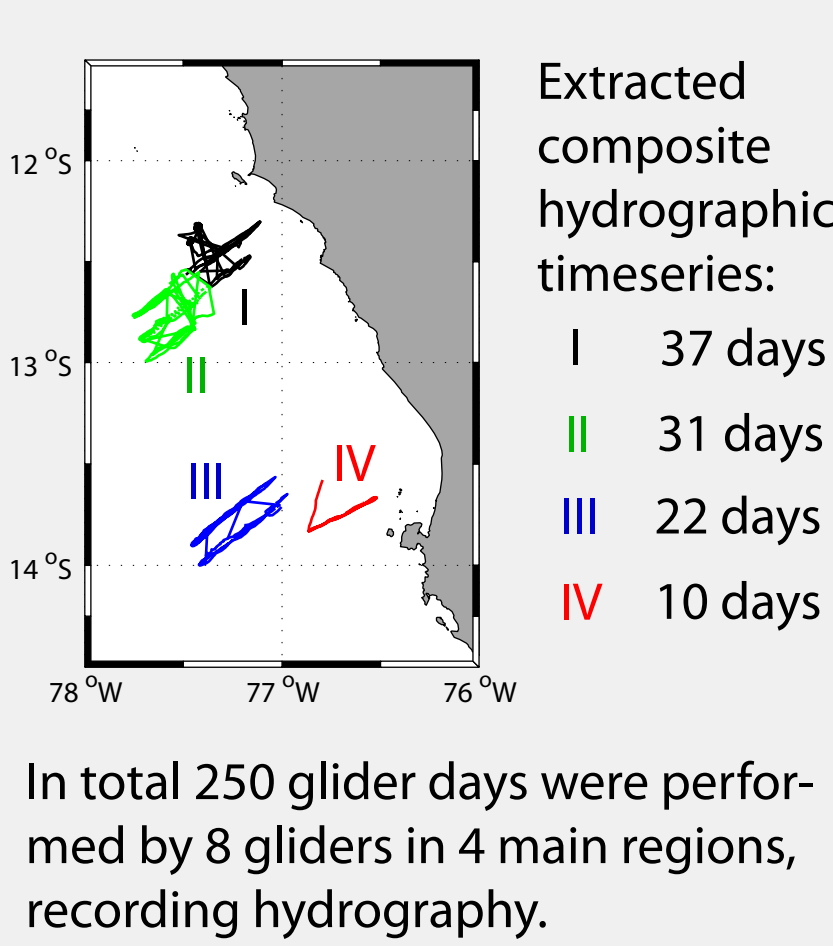 Extracted
composite
hydrographic
timeseries:
I 37 days
II 31 days
III 22 days
IV 10 days
12 °S
13 °S
14 °S
78 °W
77 °W
76 °W
I
II
III
IV
In total 250 glider days were perfor-
med by 8 gliders in 4 main regions,
recording hydrography.